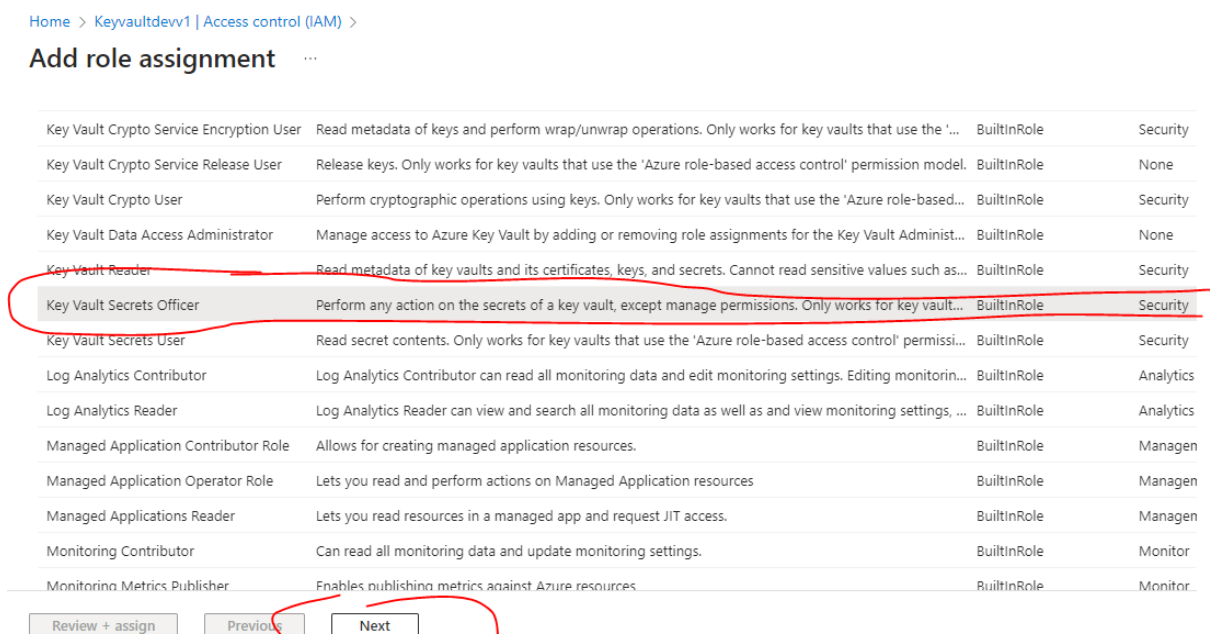 Home > Keyvaultdevv1 | Access control (IAM) >
Add role assignment ...
Key Vault Crypto Service Encryption User Read metadata of keys and perform wrap/unwrap operations. Only works for key vaults that use the '... BuiltInRole Security
Key Vault Crypto Service Release User Release keys. Only works for key vaults that use the 'Azure role-based access control' permission model. BuiltInRole None
Key Vault Crypto User Perform cryptographic operations using keys. Only works for key vaults that use the 'Azure role-based... BuiltInRole Security
Key Vault Data Access Administrator Manage access to Azure Key Vault by adding or removing role assignments for the Key Vault Administ... BuiltInRole None
Key Vault Reader Read metadata of key vaults and its certificates, keys, and secrets. Cannot read sensitive values such as... BuiltInRole Security
Key Vault Secrets Officer Perform any action on the secrets of a key vault, except manage permissions. Only works for key vault... BuiltInRole Security
Key Vault Secrets User Read secret contents. Only works for key vaults that use the 'Azure role-based access control' permissi... BuiltInRole Security
Log Analytics Contributor Log Analytics Contributor can read all monitoring data and edit monitoring settings. Editing monitorin... BuiltInRole Analytics
Log Analytics Reader Log Analytics Reader can view and search all monitoring data as well as and view monitoring settings, ... BuiltInRole Analytics
Managed Application Contributor Role Allows for creating managed application resources. BuiltInRole Managen
Managed Application Operator Role Lets you read and perform actions on Managed Application resources BuiltInRole Managen
Managed Applications Reader Lets you read resources in a managed app and request JIT access. BuiltInRole Managen
Monitoring Contributor Can read all monitoring data and update monitoring settings. BuiltInRole Monitor
Monitoring Metrics Publisher Enables publishing metrics against Azure resources BuiltInRole Monitor
Review + assign Previous Next